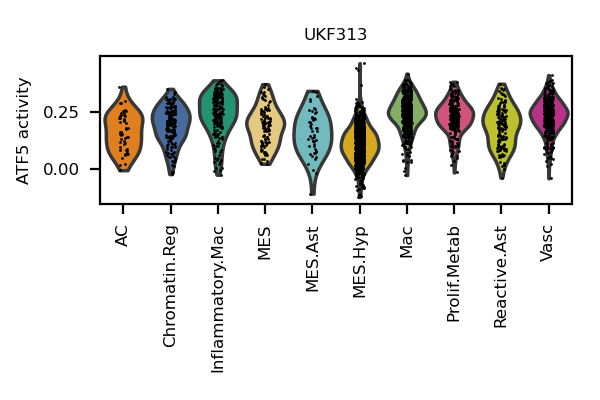 UKF313
ATF5 activity
0.25
0.00
AC
Chromatin.Reg
Inflammatory.Mac
MES
MES.Ast
MES.Hyp
Mac
Prolif.Metab
Reactive.Ast
Vasc